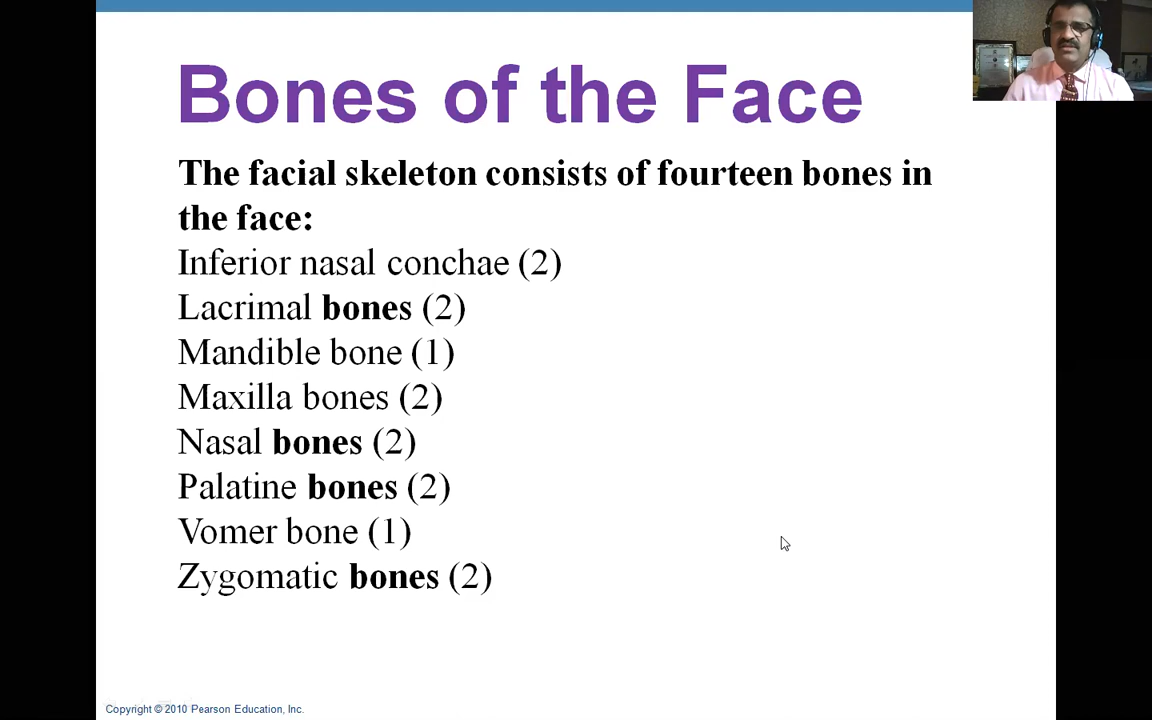 Bones of the Face
The facial skeleton consists of fourteen bones in
the face:
Inferior nasal conchae (2)
Lacrimal bones (2)
Mandible bone (1)
Maxilla bones (2)
Nasal bones (2)
Palatine bones (2)
Vomer bone (1)
Zygomatic bones (2)
Copyright © 2010 Pearson Education, Inc.